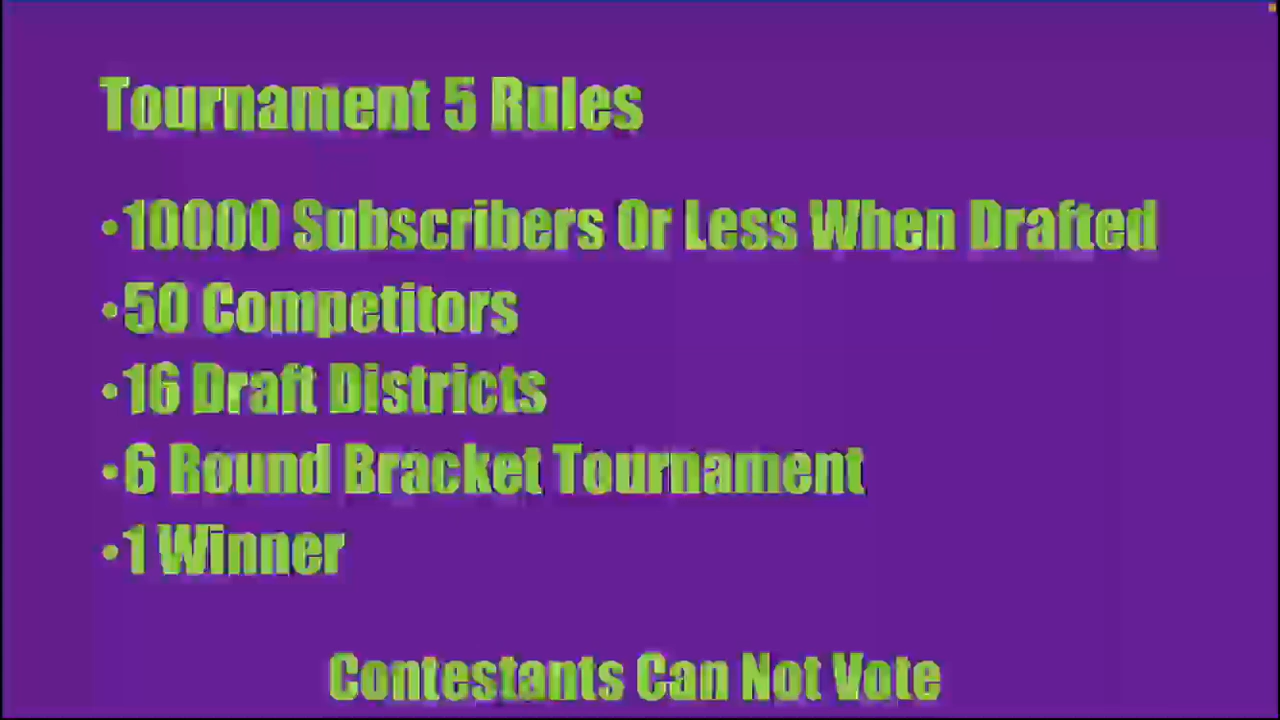 Tournament 5 Rules
•10000 Subscribers Or Less When Drafted
•50 Competitors
•16 Draft Districts
•6 Round Bracket Tournament
•1 Winner
Contestants Can Not Vote